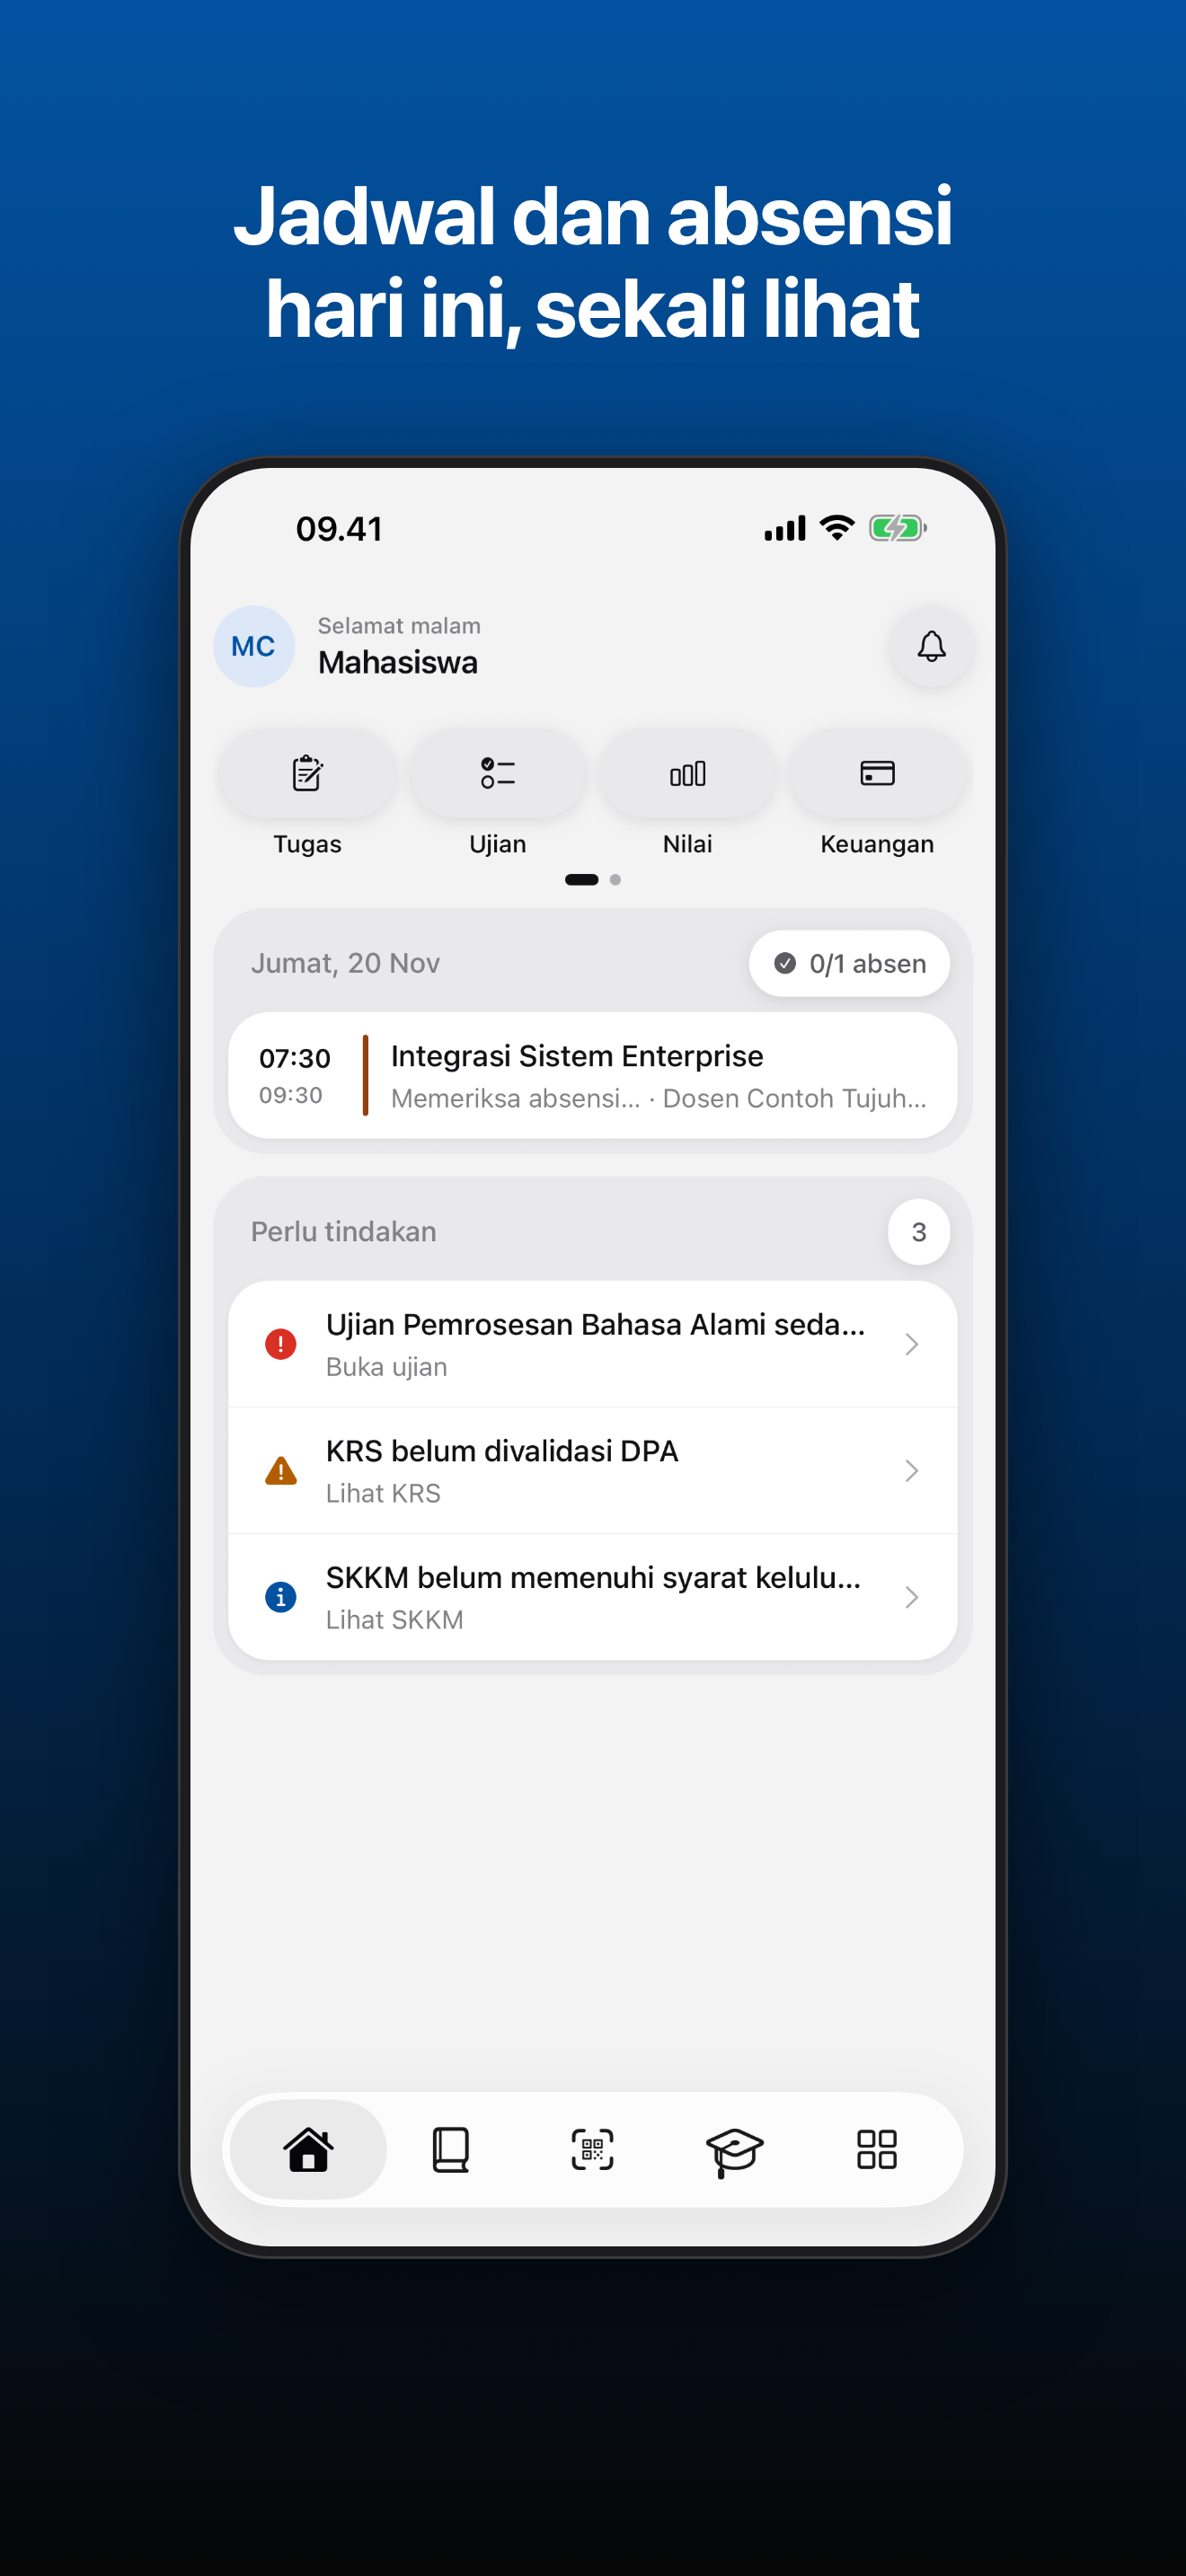 Jadwal dan absensi
hari ini, sekali lihat
09.41
MC
Selamat malam
Mahasiswa
Tugas
Ujian
Nilai
Keuangan
Jumat, 20 Nov
0/1 absen
07:30
Integrasi Sistem Enterprise
09:30
Memeriksa absensi... · Dosen Contoh Tujuh...
Perlu tindakan
3
Ujian Pemrosesan Bahasa Alami seda...
Buka ujian
KRS belum divalidasi DPA
Lihat KRS
SKKM belum memenuhi syarat kelulu...
Lihat SKKM